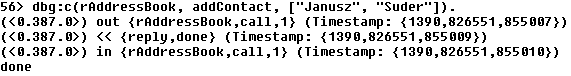 56> dbg:c(rAddressBook, addContact, ["Janusz", "Suder"]).
(<0.387.0>) out {rAddressBook,call,1} (Timestamp: {1390,826551,855007})
(<0.387.0>) << {reply,done} (Timestamp: {1390,826551,855009})
(<0.387.0>) in {rAddressBook,call,1} (Timestamp: {1390,826551,855010})
done